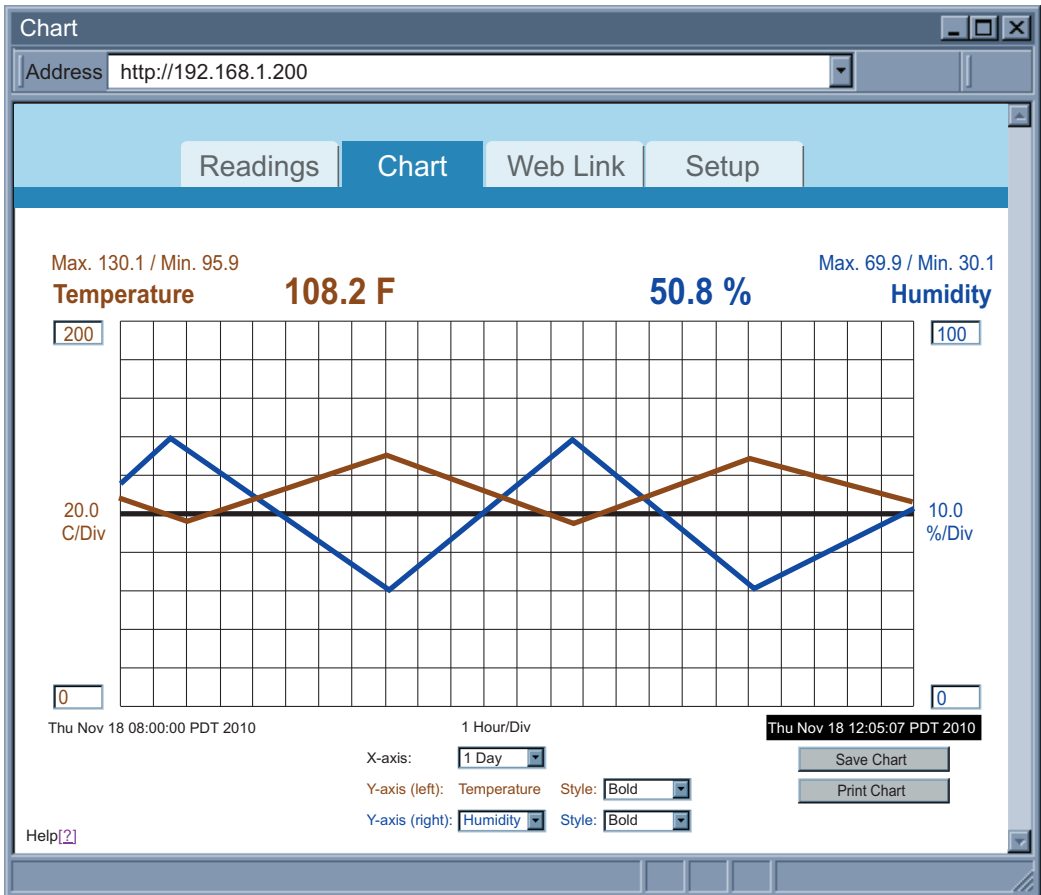 Chart
Address http://192.168.1.200
Readings Chart Web Link Setup
Max. 130.1 / Min. 95.9 Max. 69.9 / Min. 30.1
Temperature 108.2 F 50.8 % Humidity
200 100
20.0 10.0
C/Div %/Div
0 0
Thu Nov 18 08:00:00 PDT 2010 1 Hour/Div Thu Nov 18 12:05:07 PDT 2010
X-axis: 1 Day Save Chart
Y-axis (left): Temperature Style: Bold Print Chart
Y-axis (right): Humidity Style: Bold
Help[?]